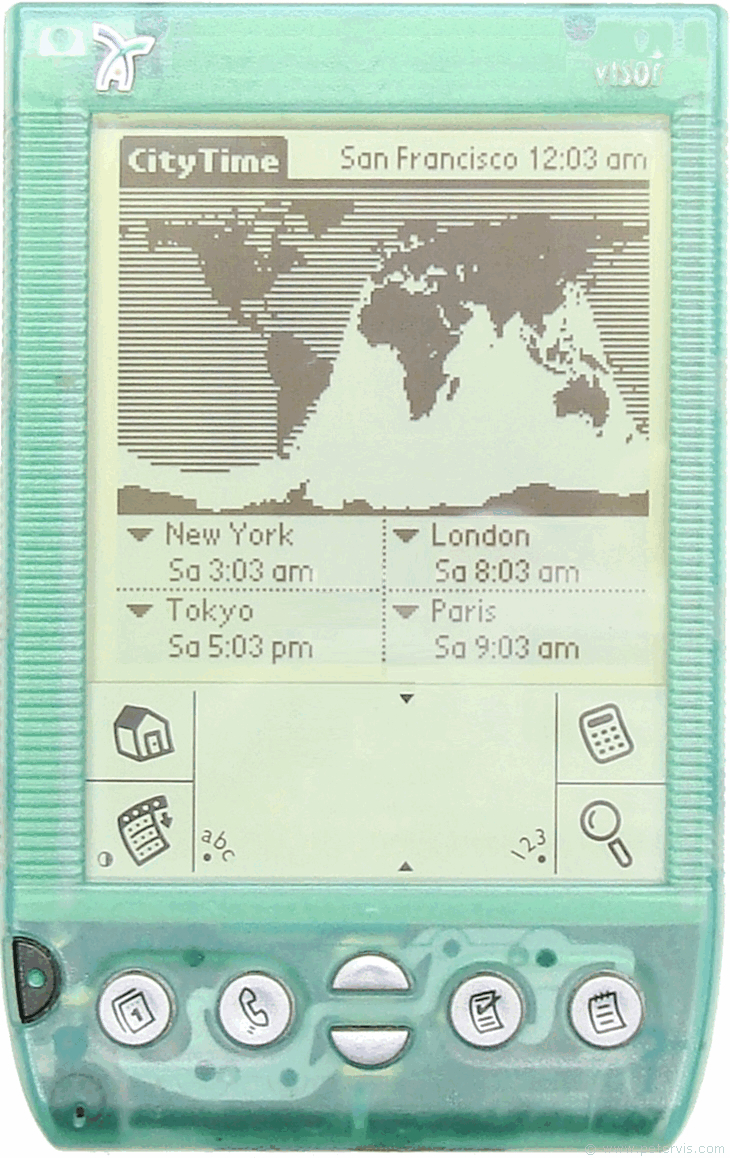 visor
CityTime
San Francisco 12:03 am
New York
Sa 3:03 am
London
Sa 8:03 am
Tokyo
Sa 5:03 pm
Paris
Sa 9:03 am
abc
123
1